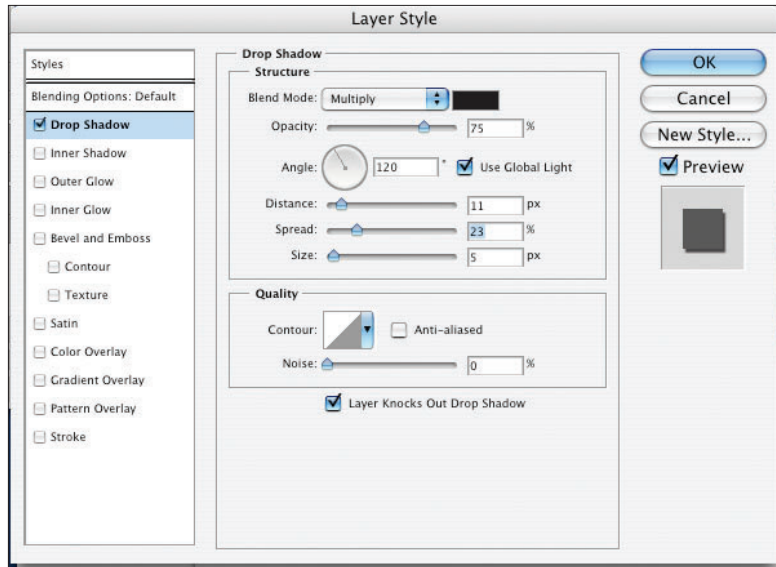 Layer Style
Styles
Blending Options: Default
Drop Shadow
Inner Shadow
Outer Glow
Inner Glow
Bevel and Emboss
Contour
Texture
Satin
Color Overlay
Gradient Overlay
Pattern Overlay
Stroke
Drop Shadow
Structure
Blend Mode: Multiply
Opacity: 75 %
Angle: 120 ° Use Global Light
Distance: 11 px
Spread: 23 %
Size: 5 px
Quality
Contour: Anti-aliased
Noise: 0 %
Layer Knocks Out Drop Shadow
OK
Cancel
New Style...
Preview